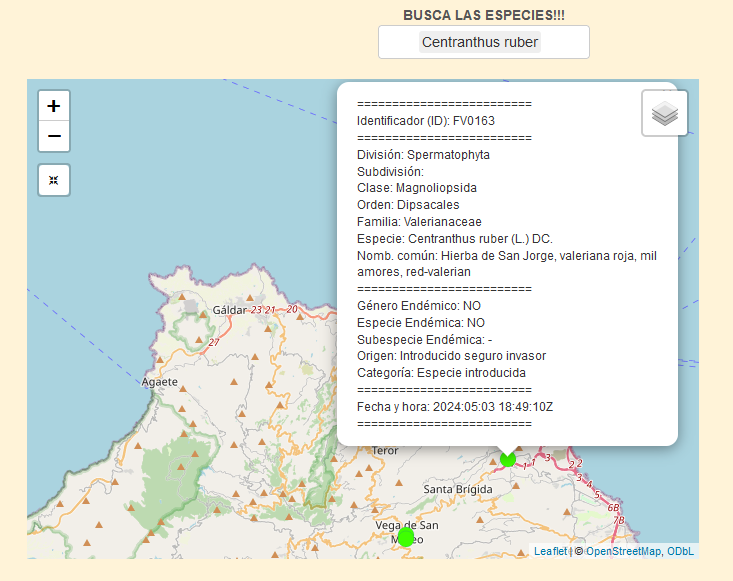 BUSCA LAS ESPECIES!!!
Centranthus ruber
+
−
=========================
Identificador (ID): FV0163
=========================
División: Spermatophyta
Subdivisión:
Clase: Magnoliopsida
Orden: Dipsacales
Familia: Valerianaceae
Especie: Centranthus ruber (L.) DC.
Nomb. común: Hierba de San Jorge, valeriana roja, mil
amores, red-valerian
=========================
Género Endémico: NO
Especie Endémica: NO
Subespecie Endémica: -
Origen: Introducido seguro invasor
Categoría: Especie introducida
=========================
Fecha y hora: 2024:05:03 18:49:10Z
=========================
Gáldar 23 21 20
27
Agaete
Teror
1 1 3 2 2
3
4
5
Santa Brígida
6B
7B
Vega de San
Mateo
Leaflet | © OpenStreetMap, ODbL